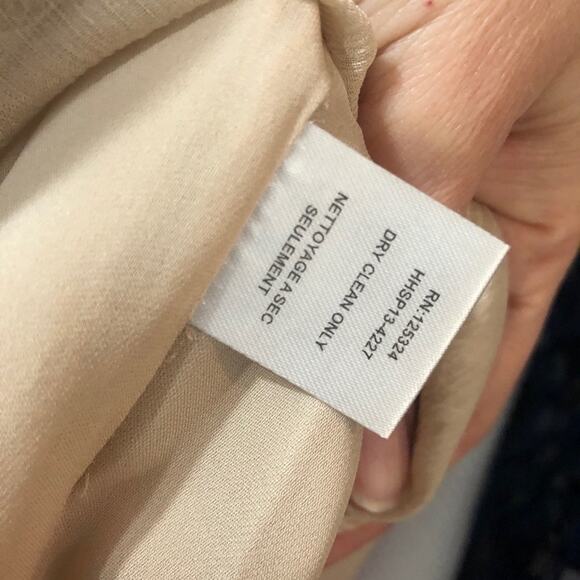 RN:125324
HHSP13-4227
DRY CLEAN ONLY
NETTOYAGE A SEC
SEULEMENT